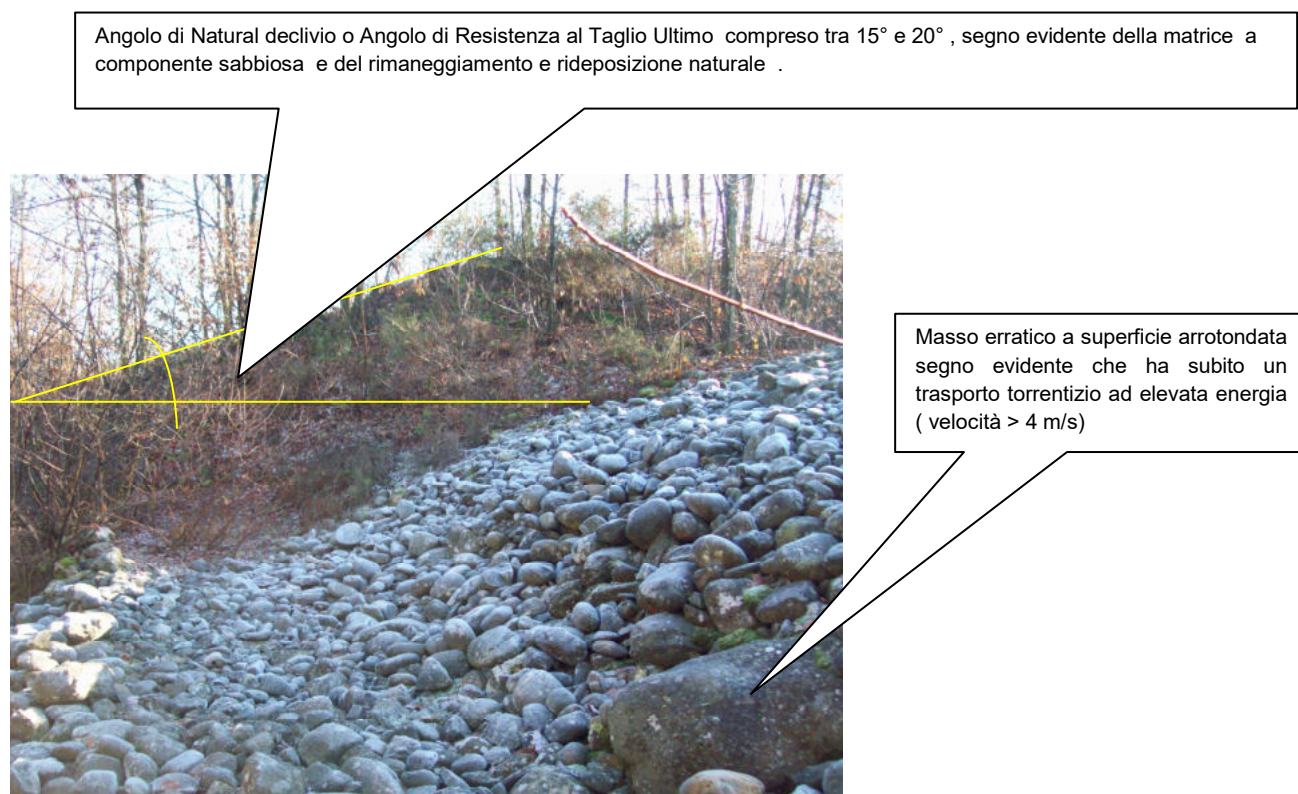 Angolo di Natural declivio o Angolo di Resistenza al Taglio Ultimo compreso tra 15° e 20° , segno evidente della matrice a
componente sabbiosa e del rimaneggiamento e rideposizione naturale .
Masso erratico a superficie arrotondata
segno evidente che ha subito un
trasporto torrentizio ad elevata energia
( velocità > 4 m/s)